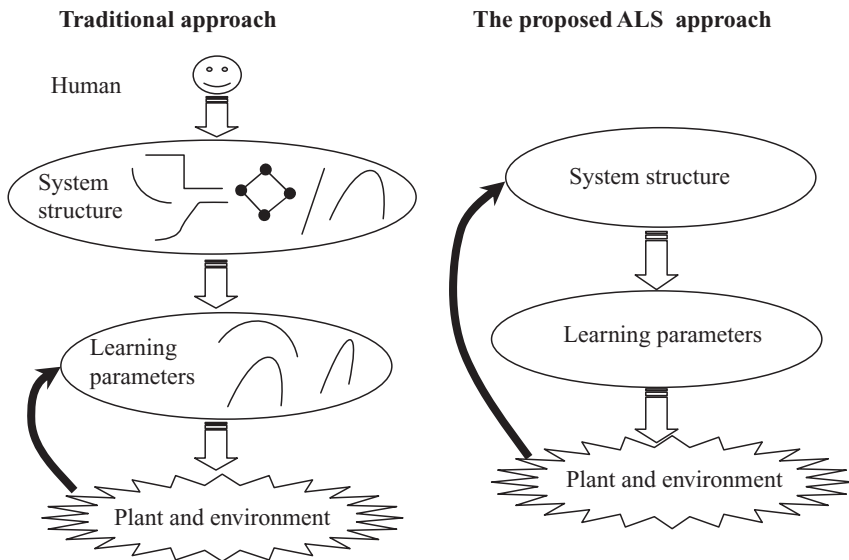 Traditional approach
Human
System
structure
Learning
parameters
Plant and environment
The proposed ALS approach
System structure
Learning parameters
Plant and environment